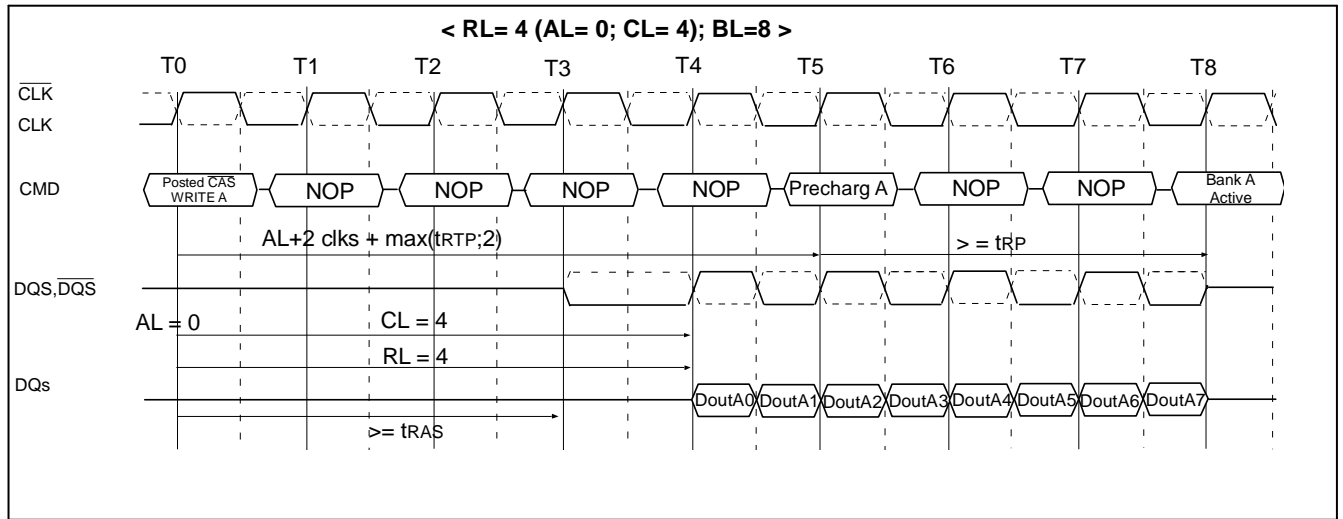 < RL= 4 (AL= 0; CL= 4); BL=8 >
T0 T1 T2 T3 T4 T5 T6 T7 T8
CLK
CLK
CMD
Posted CAS
WRITE A
NOP NOP NOP NOP Precharg A NOP NOP
Bank A
Active
AL+2 clks + max(tRTP;2)
> = tRP
DQS,DQS
AL = 0
CL = 4
RL = 4
DQs
DoutA0 DoutA1 DoutA2 DoutA3 DoutA4 DoutA5 DoutA6 DoutA7
>= tRAS